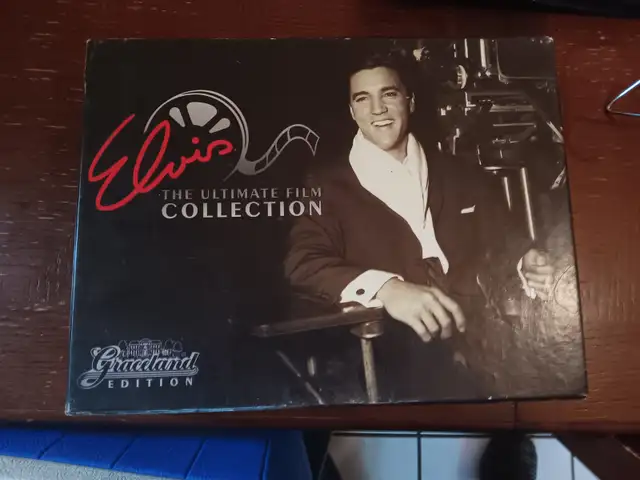 Elvis
THE ULTIMATE FILM
COLLECTION
Graceland
EDITION